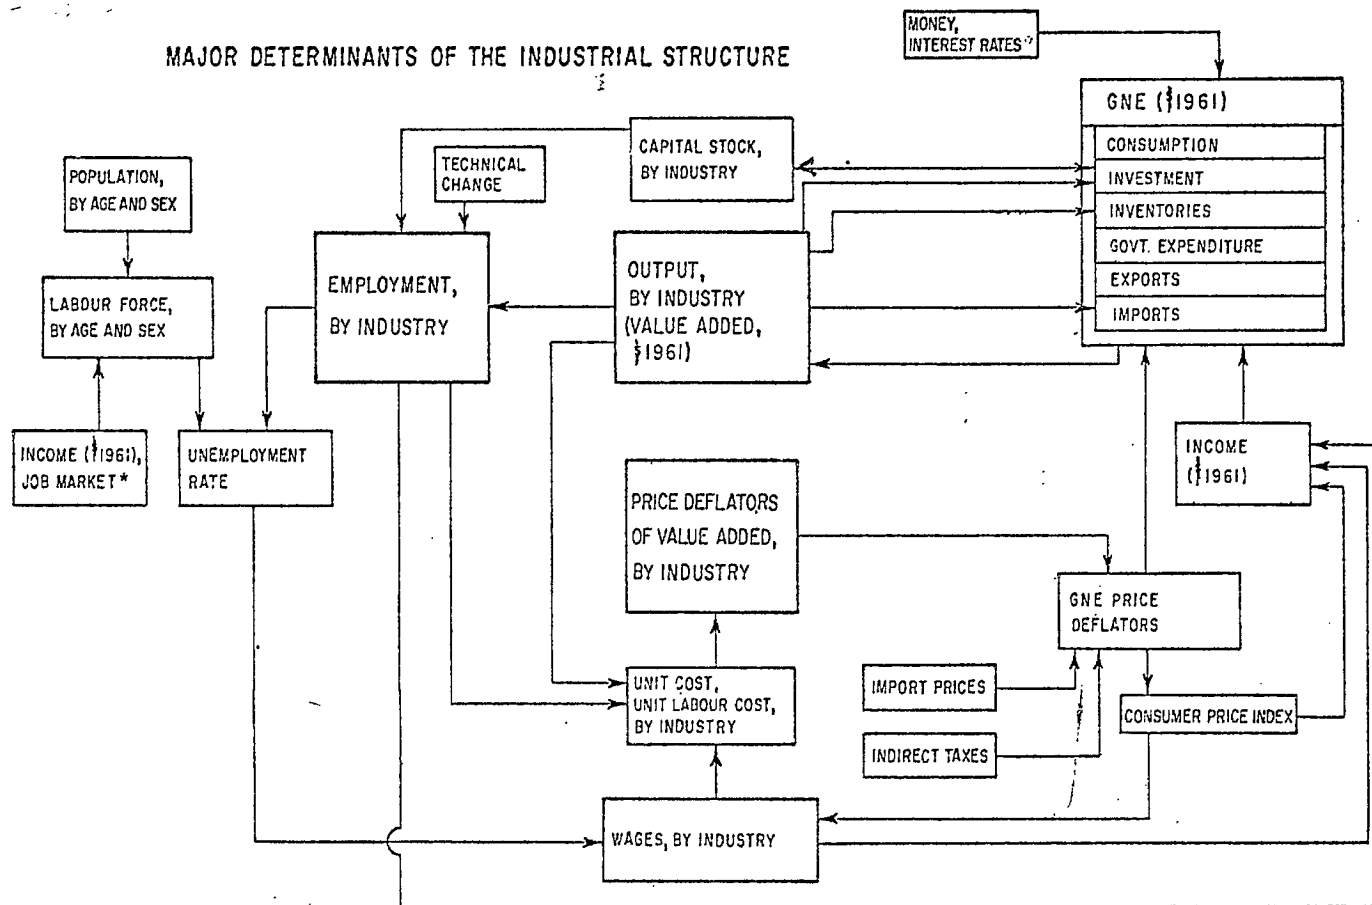 MAJOR DETERMINANTS OF THE INDUSTRIAL STRUCTURE
MONEY,
INTEREST RATES*
GNE ($1961)
CONSUMPTION
INVESTMENT
INVENTORIES
GOVT. EXPENDITURE
EXPORTS
IMPORTS
CAPITAL STOCK,
BY INDUSTRY
TECHNICAL
CHANGE
POPULATION,
BY AGE AND SEX
LABOUR FORCE,
BY AGE AND SEX
EMPLOYMENT,
BY INDUSTRY
OUTPUT,
BY INDUSTRY
(VALUE ADDED,
$1961)
INCOME ($1961),
JOB MARKET*
UNEMPLOYMENT
RATE
INCOME
($1961)
PRICE DEFLATORS
OF VALUE ADDED,
BY INDUSTRY
GNE PRICE
DEFLATORS
UNIT COST,
UNIT LABOUR COST,
BY INDUSTRY
IMPORT PRICES
CONSUMER PRICE INDEX
INDIRECT TAXES
WAGES, BY INDUSTRY